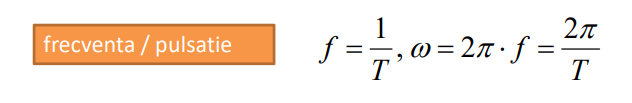 frecventa / pulsatie
f = 1/T, ω = 2π · f = 2π/T